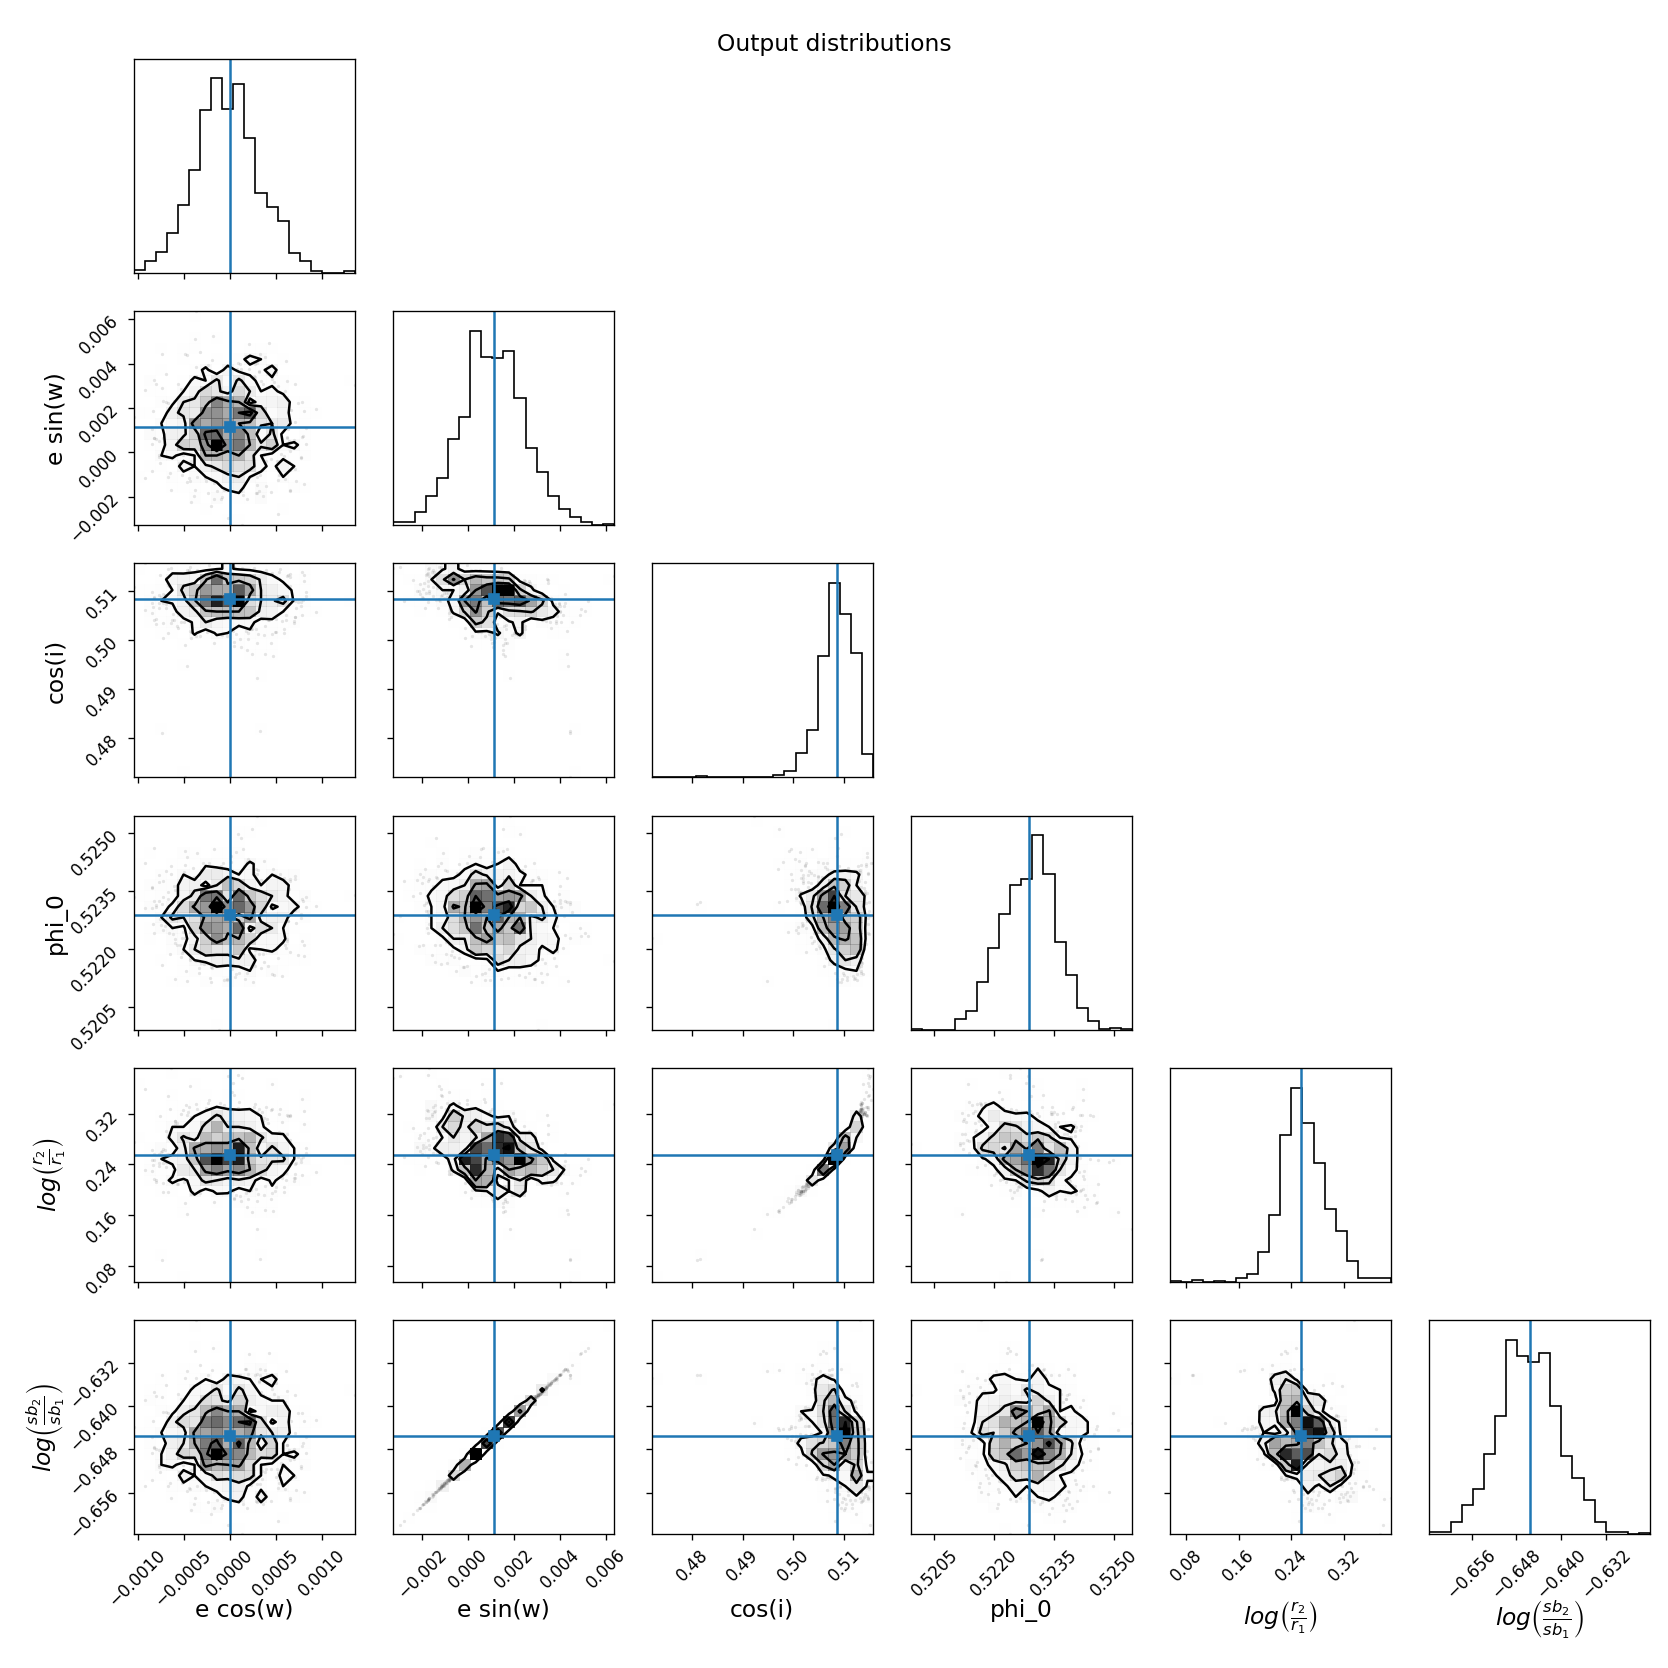 Output distributions
e sin(w)
0.006
0.004
0.002
0.000
−0.002
cos(i)
0.51
0.50
0.49
0.48
phi_0
0.5250
0.5235
0.5220
0.5205
log(r₂/r₁)
0.32
0.24
0.16
0.08
log(sb₂/sb₁)
−0.632
−0.640
−0.648
−0.656
−0.0010 −0.0005 0.0000 0.0005 0.0010
e cos(w)
−0.002 0.000 0.002 0.004 0.006
e sin(w)
0.48 0.49 0.50 0.51
cos(i)
0.5205 0.5220 0.5235 0.5250
phi_0
0.08 0.16 0.24 0.32
log(r₂/r₁)
−0.656 −0.648 −0.640 −0.632
log(sb₂/sb₁)